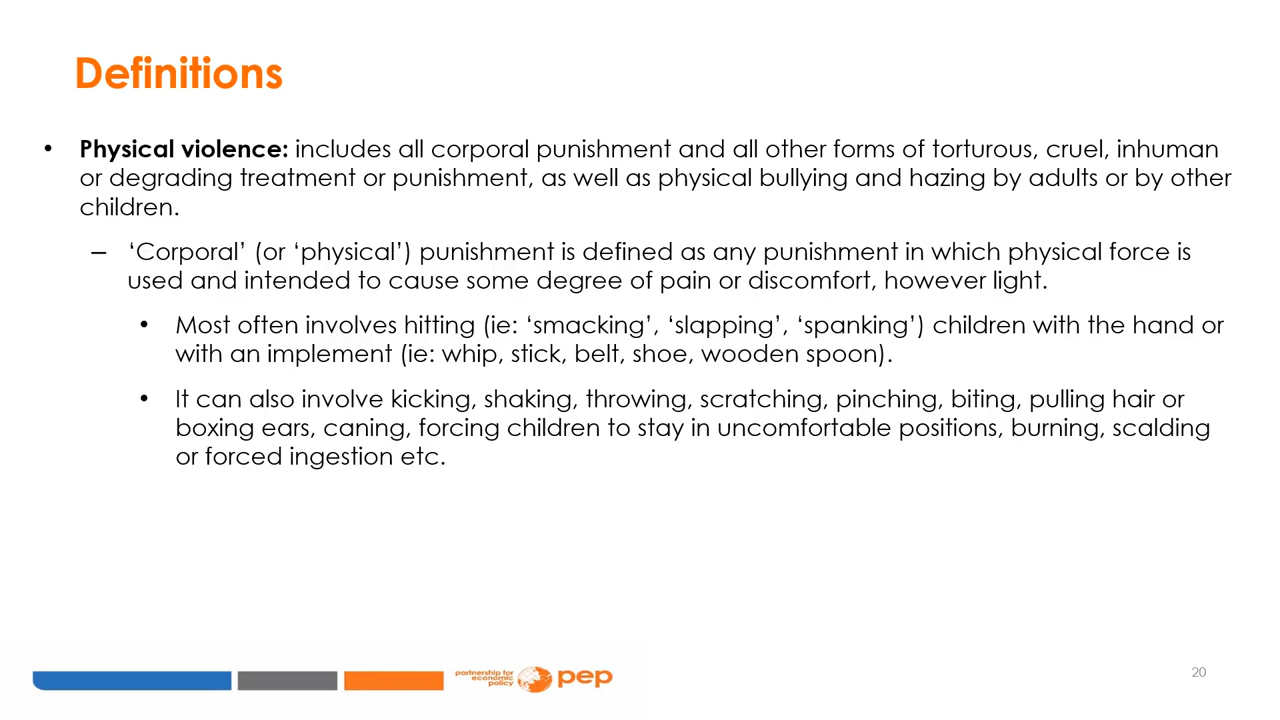 Definitions
• Physical violence: includes all corporal punishment and all other forms of torturous, cruel, inhuman
or degrading treatment or punishment, as well as physical bullying and hazing by adults or by other
children.
– ‘Corporal’ (or ‘physical’) punishment is defined as any punishment in which physical force is
used and intended to cause some degree of pain or discomfort, however light.
• Most often involves hitting (ie: ‘smacking’, ‘slapping’, ‘spanking’) children with the hand or
with an implement (ie: whip, stick, belt, shoe, wooden spoon).
• It can also involve kicking, shaking, throwing, scratching, pinching, biting, pulling hair or
boxing ears, caning, forcing children to stay in uncomfortable positions, burning, scalding
or forced ingestion etc.
partnership for
economic
policy
pep
20